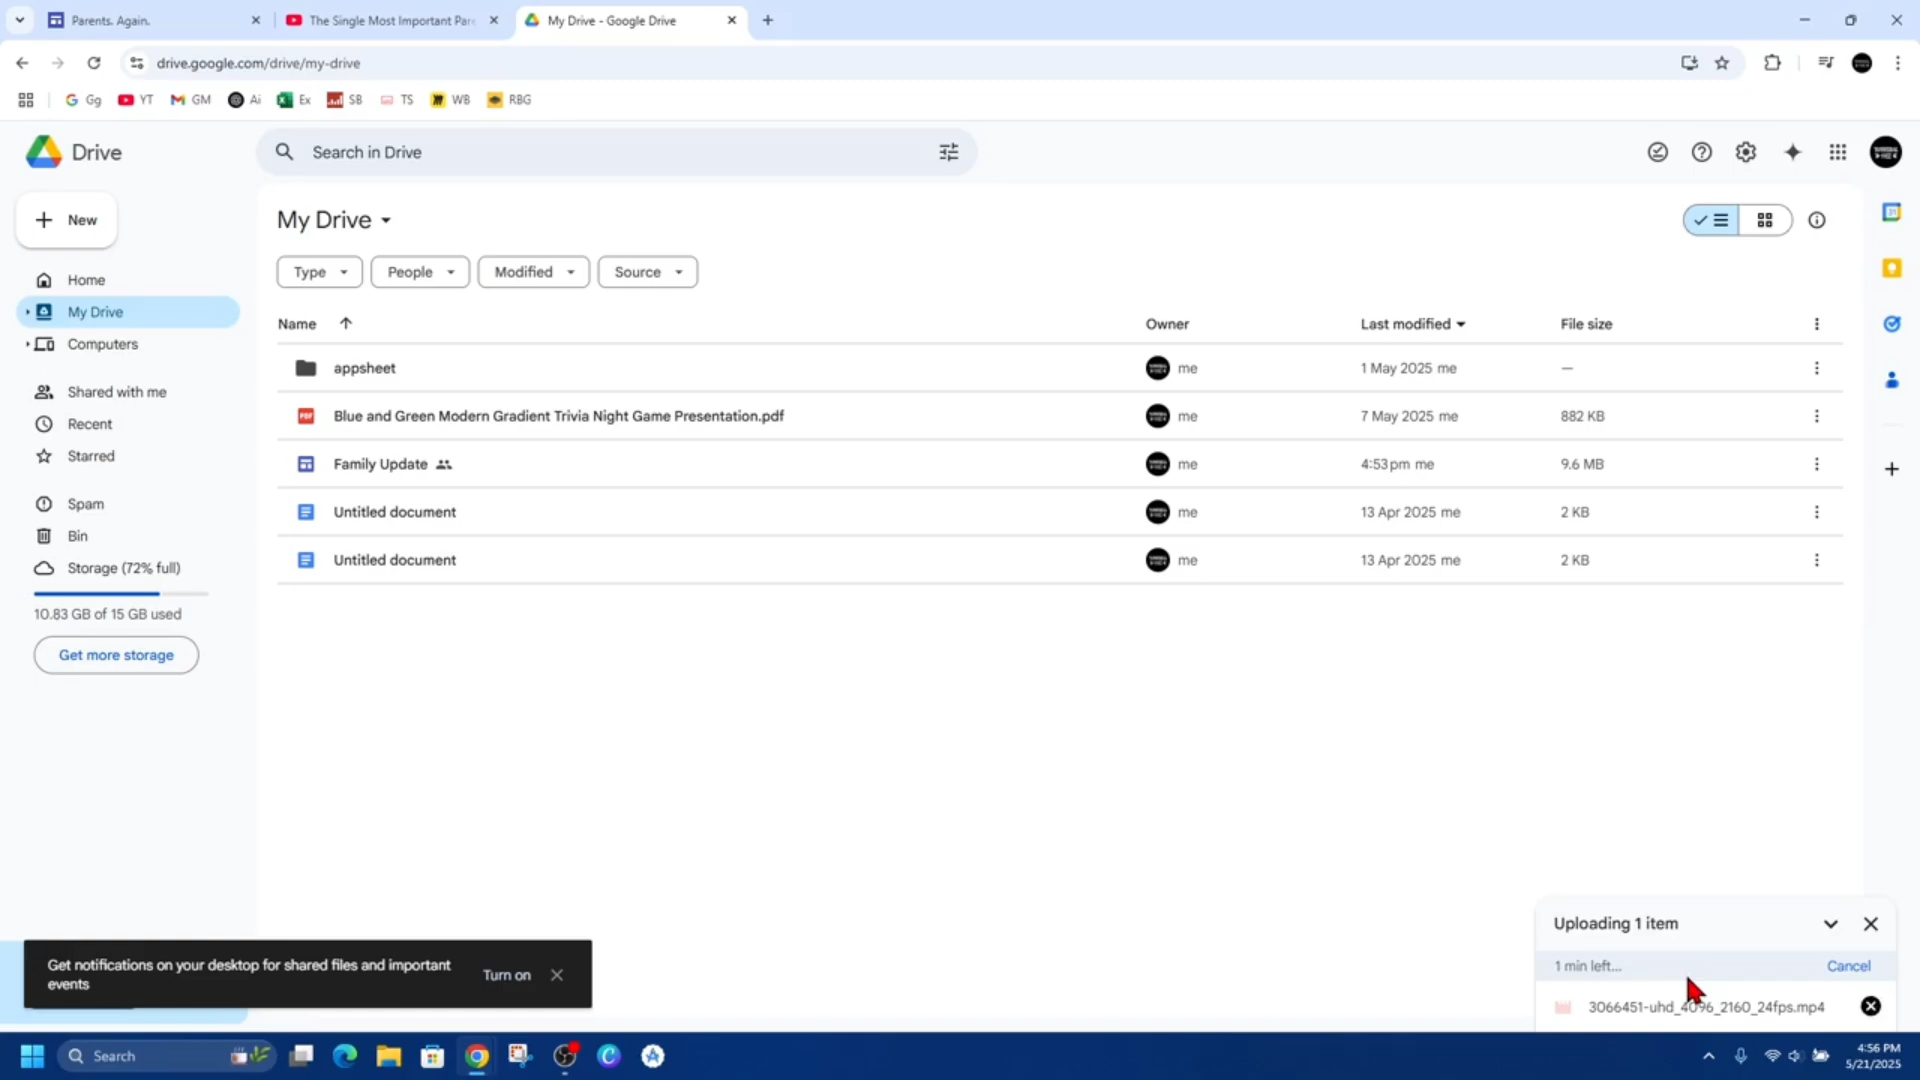 Parents. Again.
The Single Most Important Par
My Drive - Google Drive
drive.google.com/drive/my-drive
Gg YT GM Ai Ex SB TS WB RBG
Drive
Search in Drive
New
My Drive
Type People Modified Source
Home
My Drive
Computers
Shared with me
Recent
Starred
Spam
Bin
Storage (72% full)
10.83 GB of 15 GB used
Get more storage
Name Owner Last modified File size
appsheet me 1 May 2025 me —
Blue and Green Modern Gradient Trivia Night Game Presentation.pdf me 7 May 2025 me 882 KB
Family Update me 4:53 pm me 9.6 MB
Untitled document me 13 Apr 2025 me 2 KB
Untitled document me 13 Apr 2025 me 2 KB
Get notifications on your desktop for shared files and important
events
Turn on
Uploading 1 item
1 min left... Cancel
3066451-uhd_4096_2160_24fps.mp4
Search
4:56 PM
5/21/2025